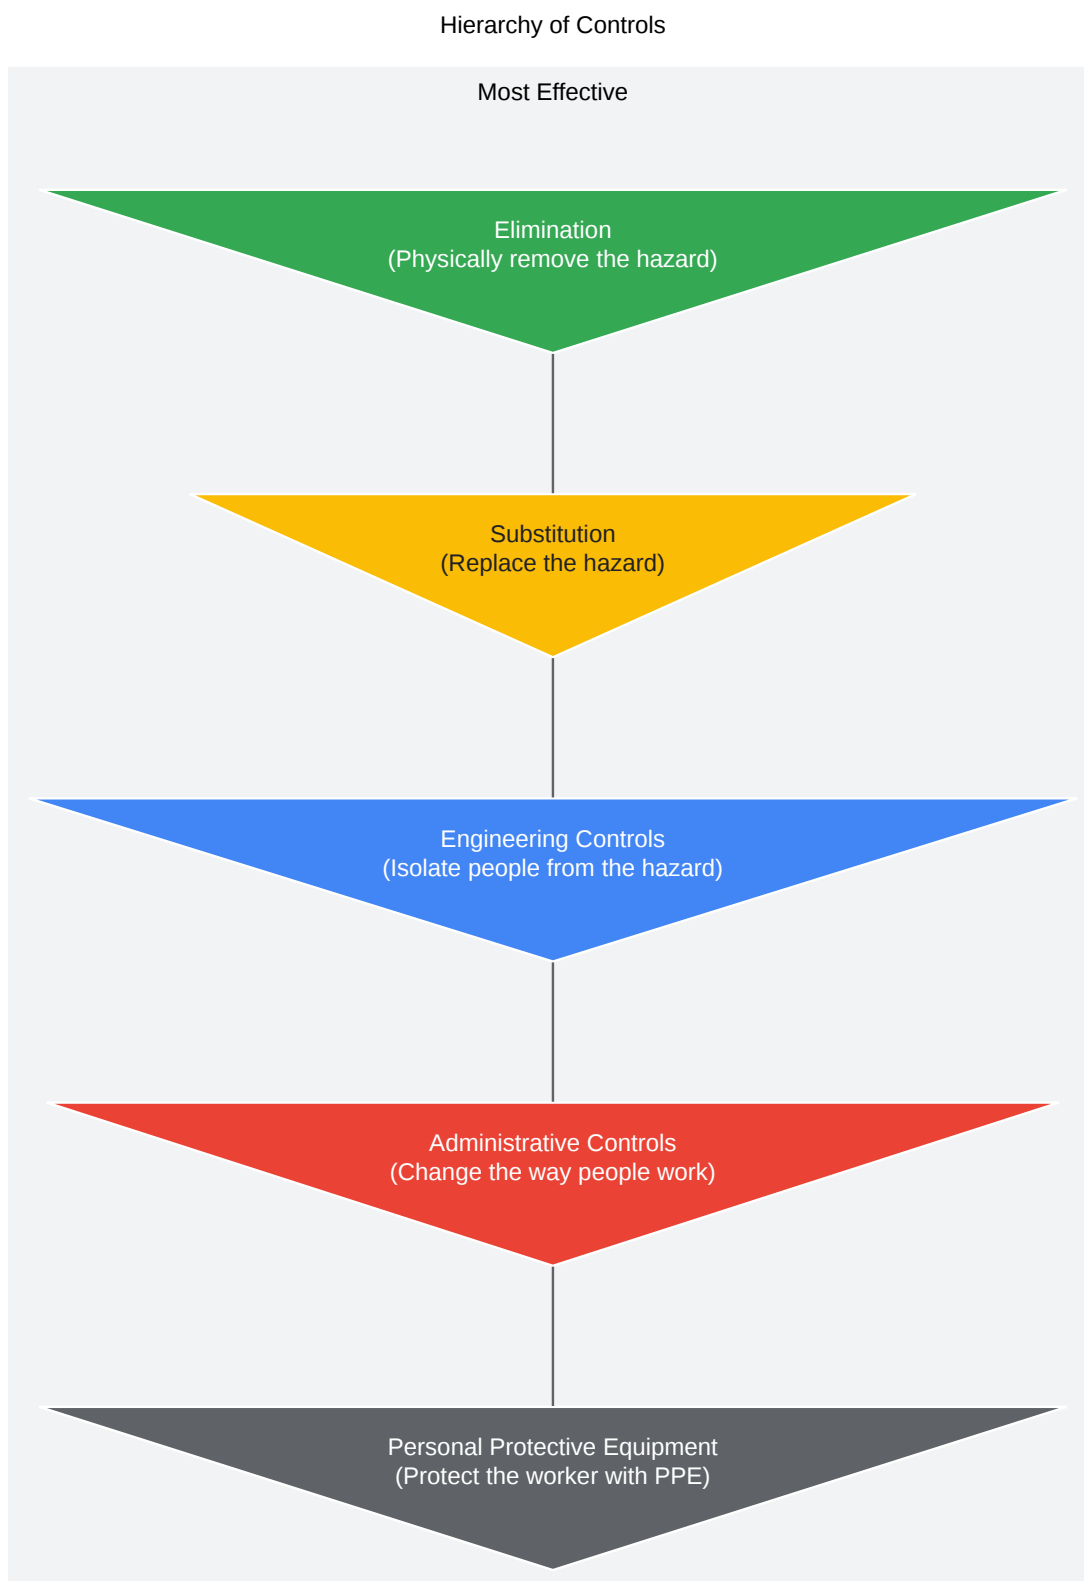 Hierarchy of Controls
Most Effective
Elimination
(Physically remove the hazard)
Substitution
(Replace the hazard)
Engineering Controls
(Isolate people from the hazard)
Administrative Controls
(Change the way people work)
Personal Protective Equipment
(Protect the worker with PPE)